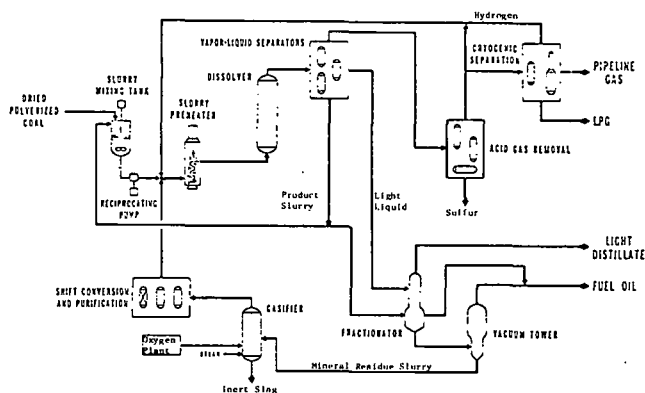 Hydrogen
VAPOR-LIQUID SEPARATORS
CRYOGENIC
SEPARATION
PIPELINE
GAS
SLURRY
MIXING TANK
DISSOLVER
DRIED
PULVERIZED
COAL
SLURRY
PREHEATER
LPG
ACID GAS REMOVAL
RECIPROCATING
PUMP
Product
Slurry
Light
Liquid
Sulfur
LIGHT
DISTILLATE
SHIFT CONVERSION
AND PURIFICATION
GASIFIER
FUEL OIL
FRACTIONATOR
VACUUM TOWER
Oxygen
Plant
STEAM
Mineral Residue Slurry
Inert Slag